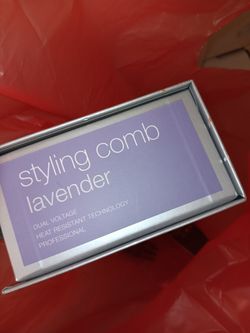 styling comb
lavender
DUAL VOLTAGE
HEAT RESISTANT TECHNOLOGY
PROFESSIONAL